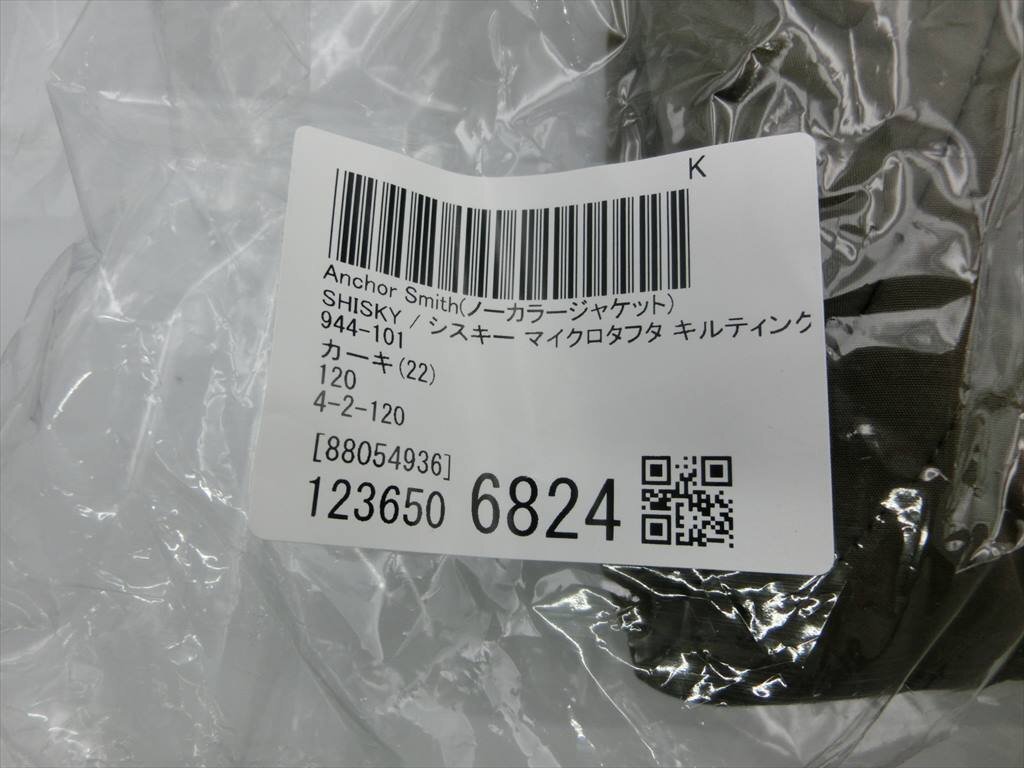 K
Anchor Smith(ノーカラージャケット)
SHISKY / シスキー マイクロタフタ キルティング
944-101
カーキ(22)
120
4-2-120
[88054936]
123650 6824